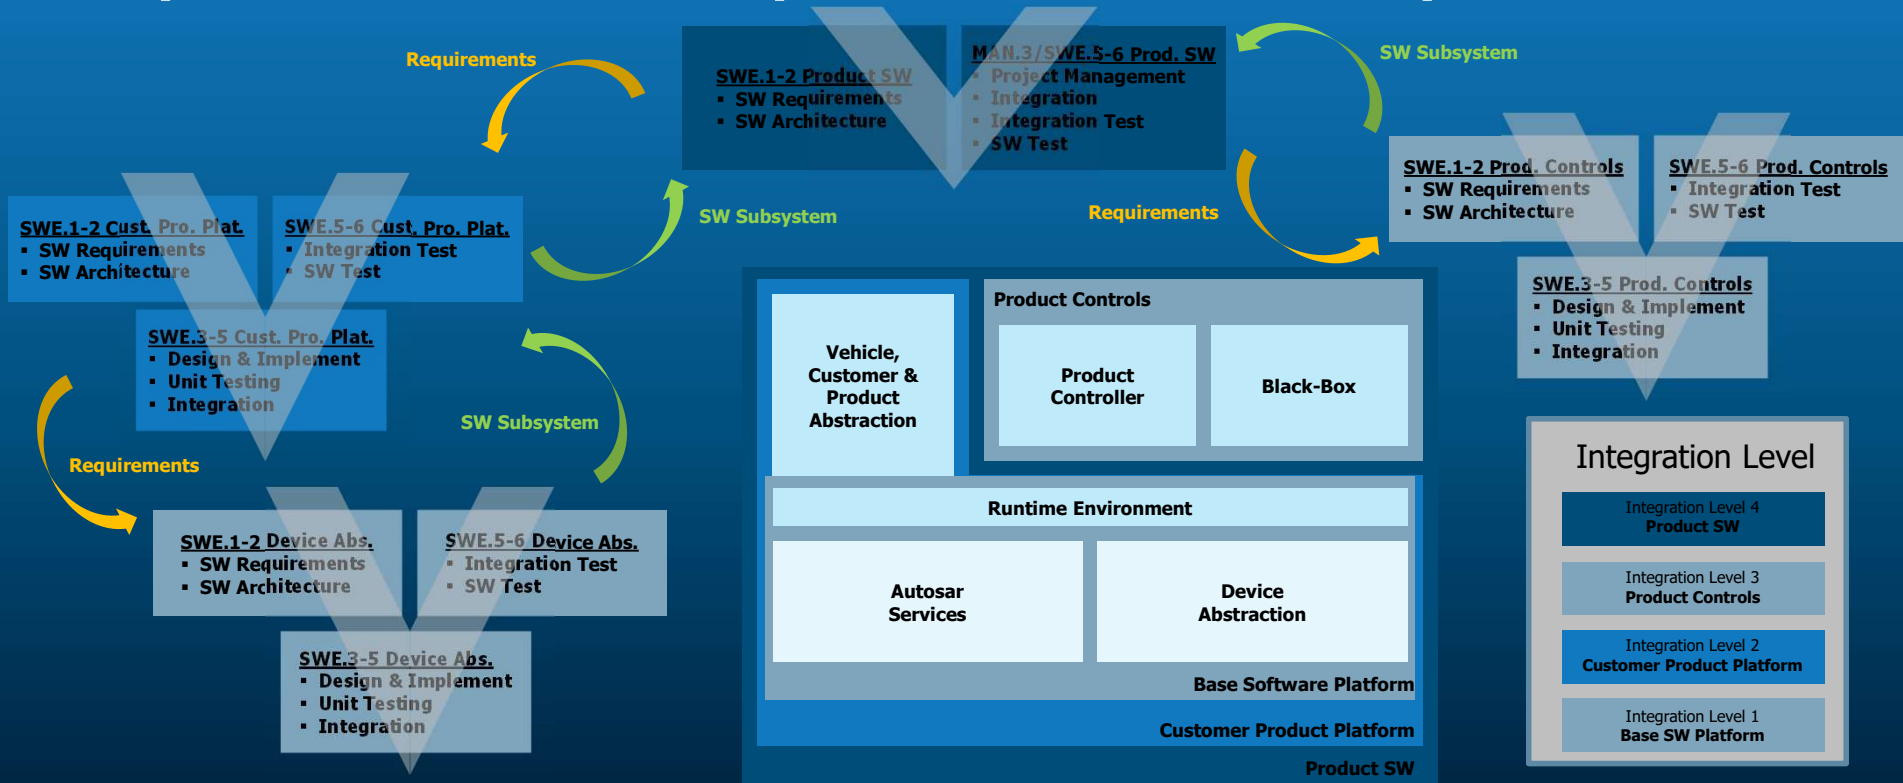 Requirements
SWE.1-2 Product SW
▪ SW Requirements
▪ SW Architecture
MAN.3/SWE.5-6 Prod. SW
▪ Project Management
▪ Integration
▪ Integration Test
▪ SW Test
SW Subsystem
SWE.1-2 Cust. Pro. Plat.
▪ SW Requirements
▪ SW Architecture
SWE.5-6 Cust. Pro. Plat.
▪ Integration Test
▪ SW Test
SWE.3-5 Cust. Pro. Plat.
▪ Design & Implement
▪ Unit Testing
▪ Integration
SW Subsystem
Requirements
SWE.1-2 Prod. Controls
▪ SW Requirements
▪ SW Architecture
SWE.5-6 Prod. Controls
▪ Integration Test
▪ SW Test
SWE.3-5 Prod. Controls
▪ Design & Implement
▪ Unit Testing
▪ Integration
Requirements
SW Subsystem
SWE.1-2 Device Abs.
▪ SW Requirements
▪ SW Architecture
SWE.5-6 Device Abs.
▪ Integration Test
▪ SW Test
SWE.3-5 Device Abs.
▪ Design & Implement
▪ Unit Testing
▪ Integration
Vehicle,
Customer &
Product
Abstraction
Product Controls
Product
Controller
Black-Box
Runtime Environment
Autosar
Services
Device
Abstraction
Base Software Platform
Customer Product Platform
Product SW
Integration Level
Integration Level 4
Product SW
Integration Level 3
Product Controls
Integration Level 2
Customer Product Platform
Integration Level 1
Base SW Platform